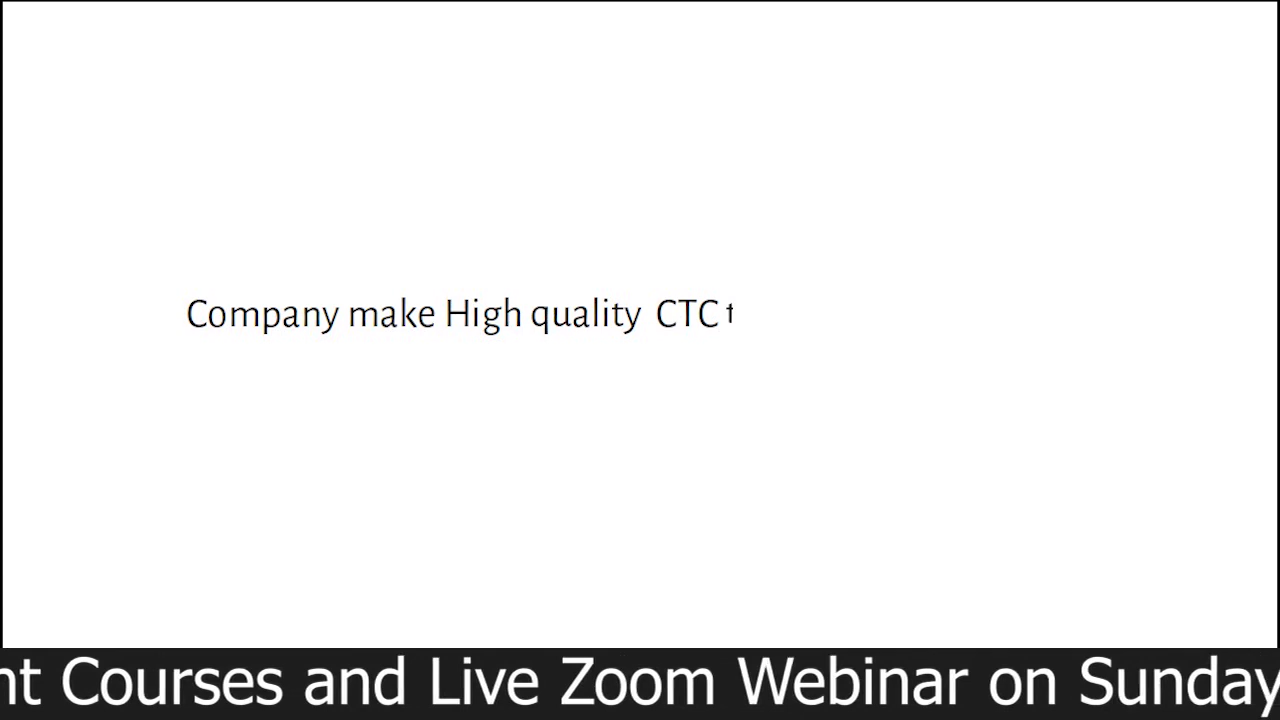 Company make High quality  CTC t
nt Courses and Live Zoom Webinar on Sunday